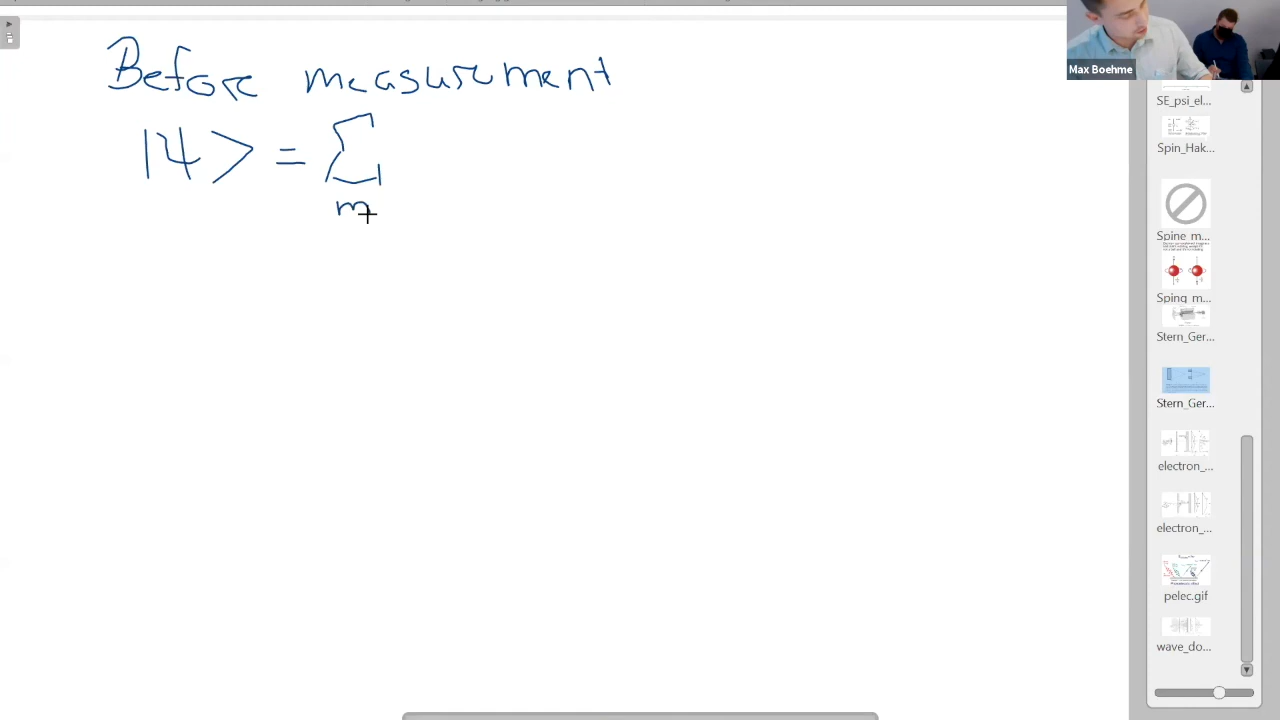 Before measurement
|ψ> = ∑
m
Max Boehme
SE_psi_el...
Spin_Hak...
Spine_m...
Sping_m...
Stern_Ger...
Stern_Ger...
electron_...
electron_...
pelec.gif
wave_do...